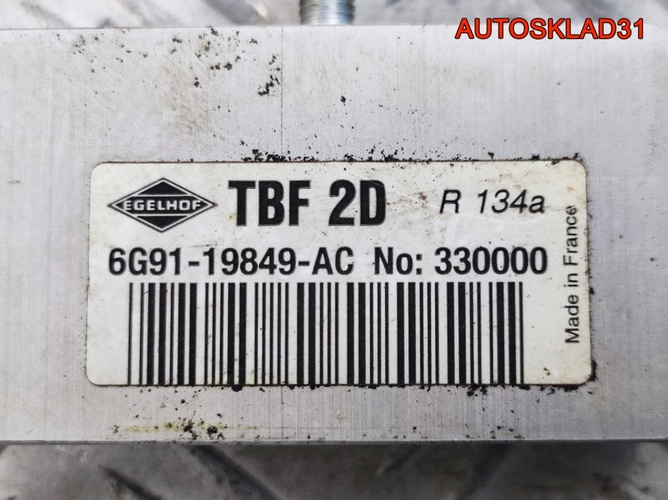 AUTOSKLAD31
EGELHOF
TBF 2D
R 134a
6G91-19849-AC No: 330000
Made in France